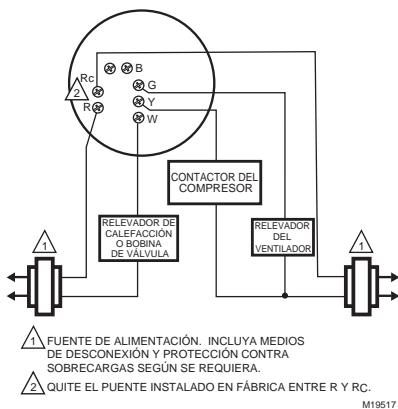 B
Rc
G
2
R
Y
W
CONTACTOR DEL
COMPRESOR
RELEVADOR DE
CALEFACCIÓN
O BOBINA
DE VÁLVULA
RELEVADOR
DEL
VENTILADOR
1
1
1 FUENTE DE ALIMENTACIÓN. INCLUYA MEDIOS
DE DESCONEXIÓN Y PROTECCIÓN CONTRA
SOBRECARGAS SEGÚN SE REQUIERA.
2 QUITE EL PUENTE INSTALADO EN FÁBRICA ENTRE R Y RC.
M19517